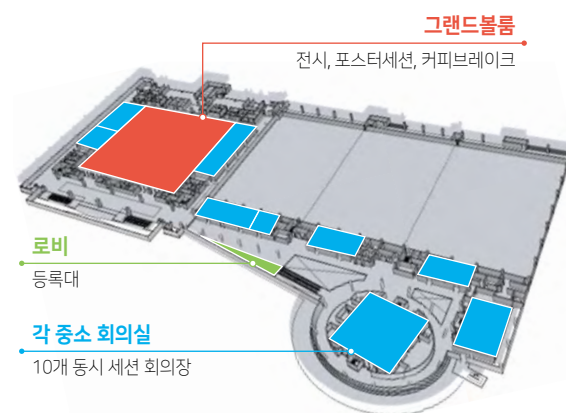 그랜드볼룸
전시, 포스터세션, 커피브레이크
로비
등록대
각 중소 회의실
10개 동시 세션 회의장